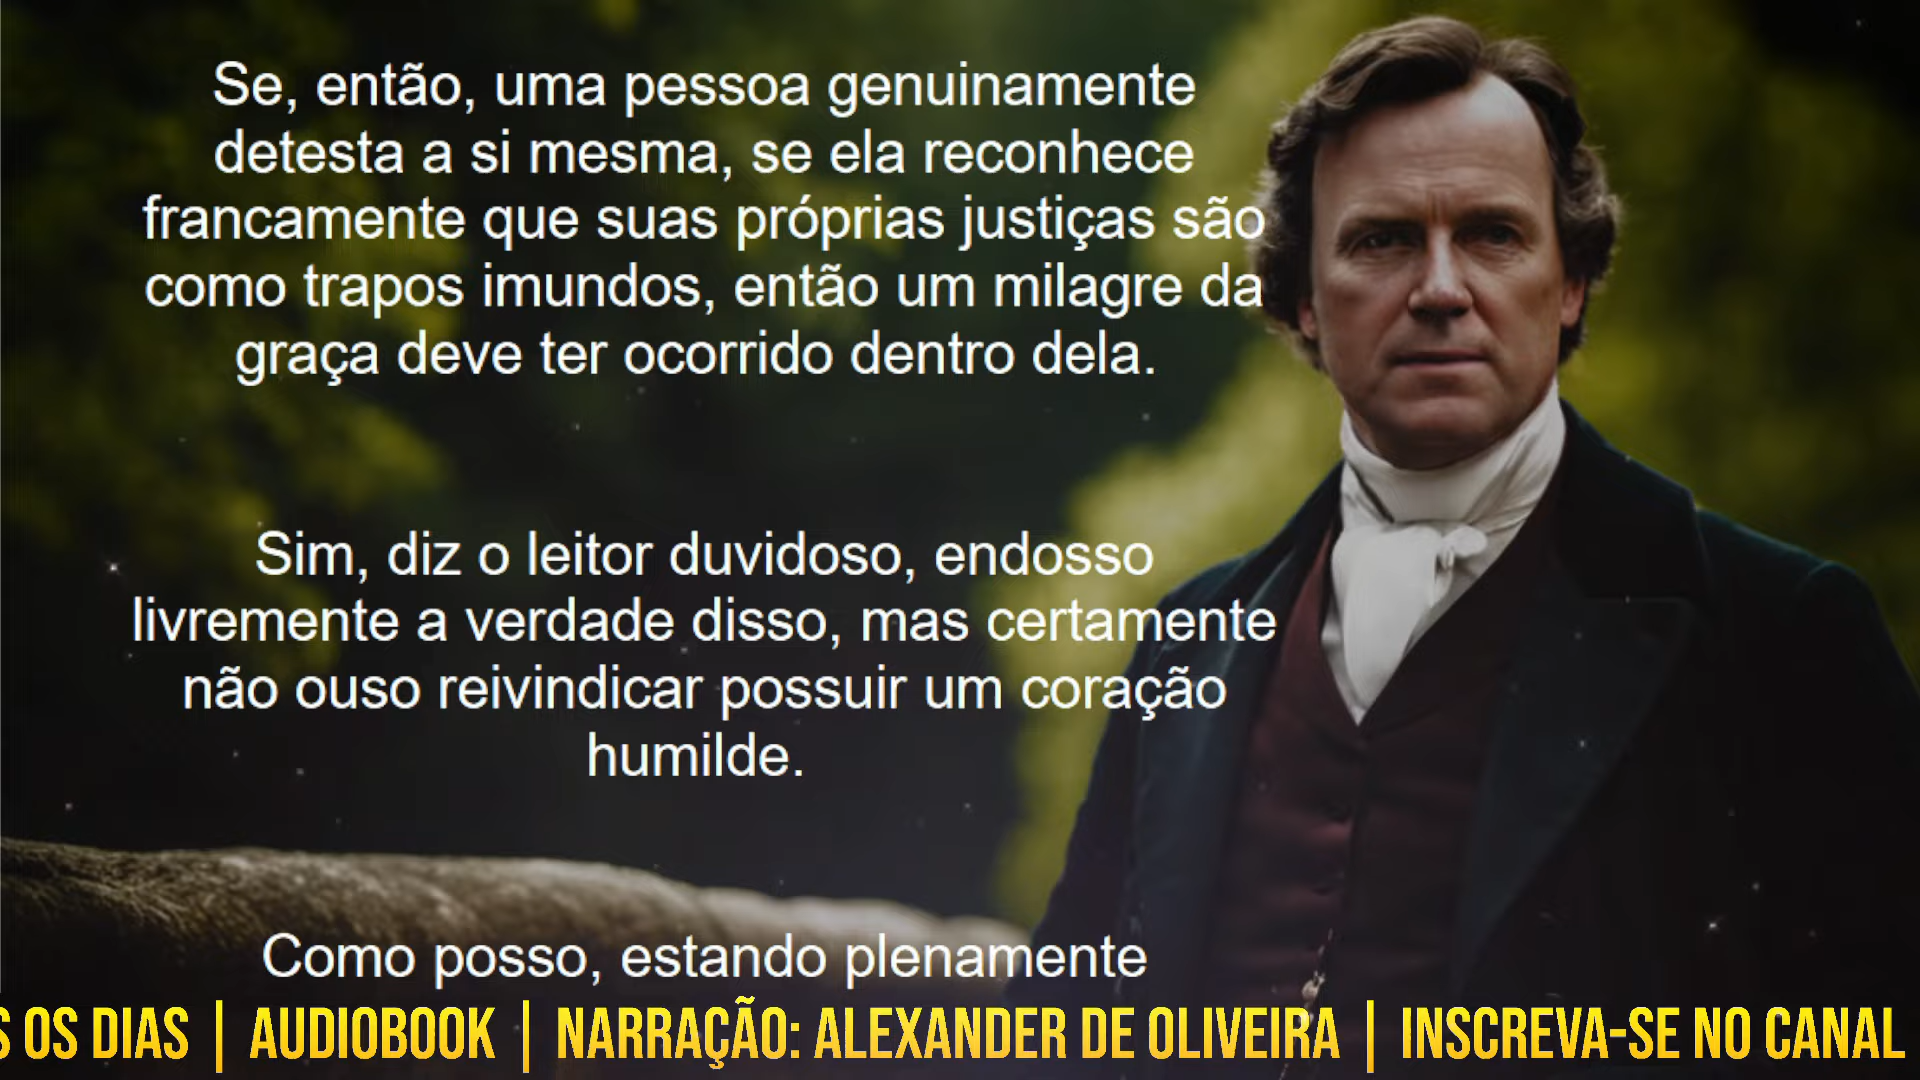 Se, então, uma pessoa genuinamente
detesta a si mesma, se ela reconhece
francamente que suas próprias justiças são
como trapos imundos, então um milagre da
graça deve ter ocorrido dentro dela.
Sim, diz o leitor duvidoso, endosso
livremente a verdade disso, mas certamente
não ouso reivindicar possuir um coração
humilde.
Como posso, estando plenamente
S OS DIAS | AUDIOBOOK | NARRAÇÃO: ALEXANDER DE OLIVEIRA | INSCREVA-SE NO CANAL